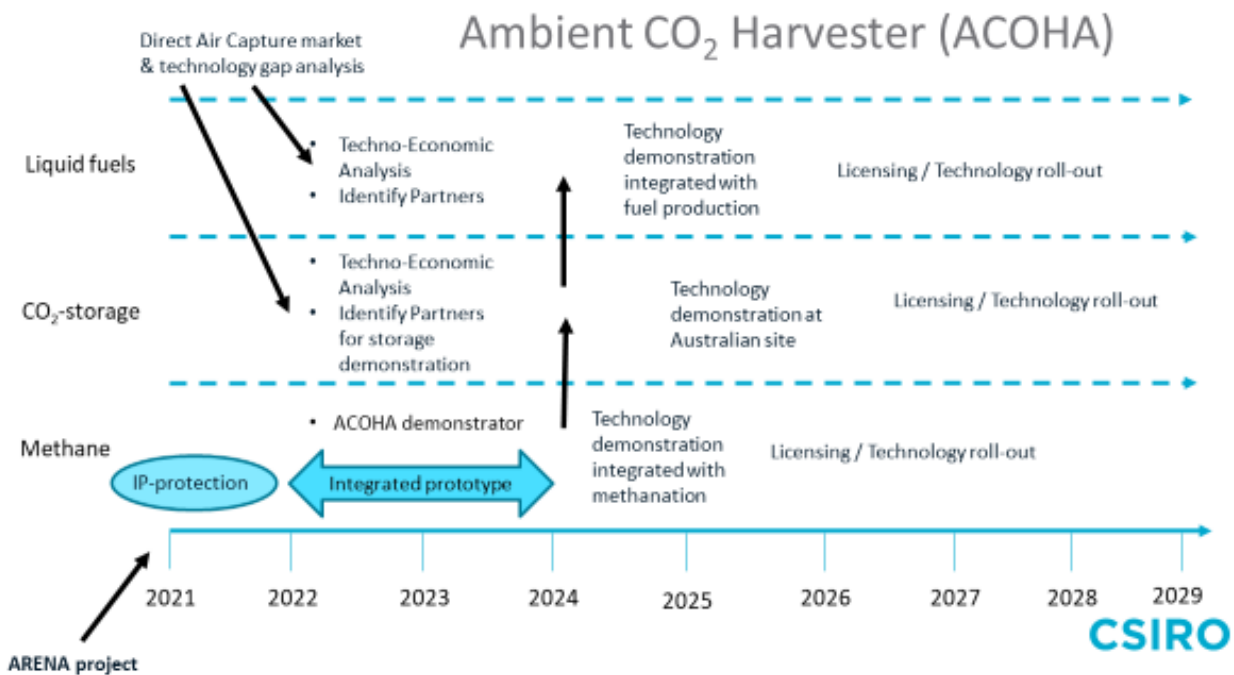 Ambient CO₂ Harvester (ACOHA)
Direct Air Capture market
& technology gap analysis
Liquid fuels
• Techno-Economic
Analysis
• Identify Partners
Technology
demonstration
integrated with
fuel production
Licensing / Technology roll-out
CO₂-storage
• Techno-Economic
Analysis
• Identify Partners
for storage
demonstration
Technology
demonstration at
Australian site
Licensing / Technology roll-out
Methane
• ACOHA demonstrator
IP-protection
Integrated prototype
Technology
demonstration
integrated with
methanation
Licensing / Technology roll-out
2021 2022 2023 2024 2025 2026 2027 2028 2029
CSIRO
ARENA project